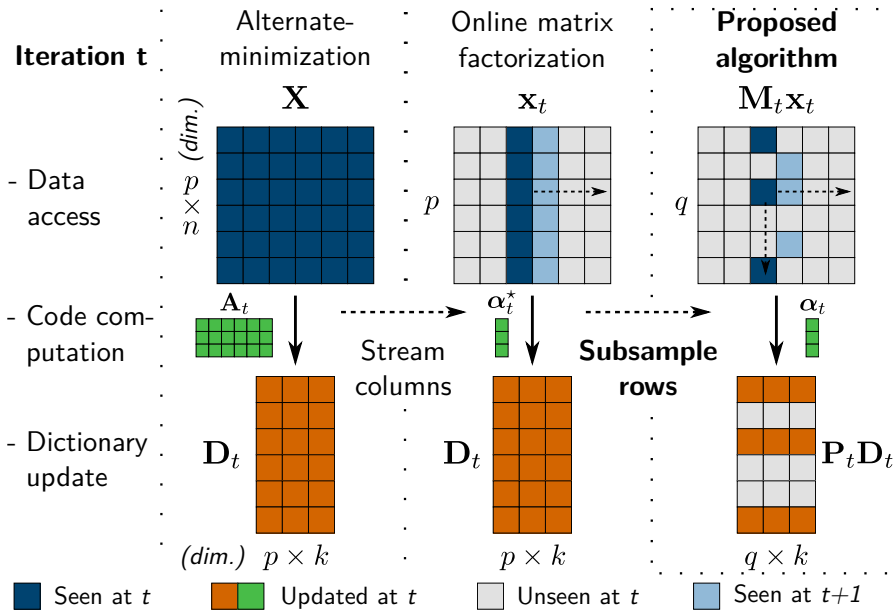 Iteration t
Alternate-
minimization
Online matrix
factorization
Proposed
algorithm
X
x_t
M_t x_t
- Data
access
p × n (dim.)
p
q
- Code com-
putation
A_t
α_t^⋆
α_t
Stream
columns
Subsample
rows
- Dictionary
update
D_t
D_t
P_t D_t
(dim.) p × k
p × k
q × k
Seen at t
Updated at t
Unseen at t
Seen at t+1